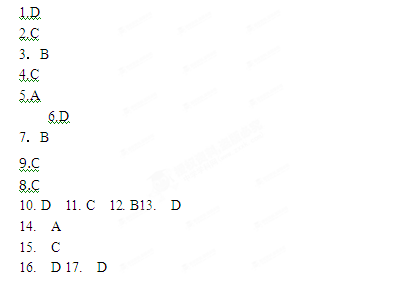 1.D
2.C
3. B
4.C
5.A
6.D
7. B
9.C
8.C
10. D 11. C 12. B13. D
14. A
15. C
16. D 17. D